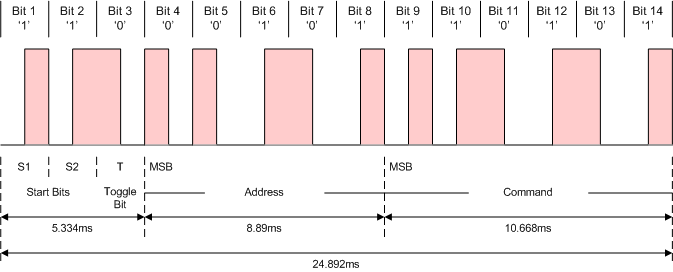 Bit 1 Bit 2 Bit 3 Bit 4 Bit 5 Bit 6 Bit 7 Bit 8 Bit 9 Bit 10 Bit 11 Bit 12 Bit 13 Bit 14
'1' '1' '0' '0' '0' '1' '0' '1' '1' '1' '0' '1' '0' '1'
S1 S2 T MSB MSB
Start Bits Toggle Bit Address Command
5.334ms 8.89ms 10.668ms
24.892ms